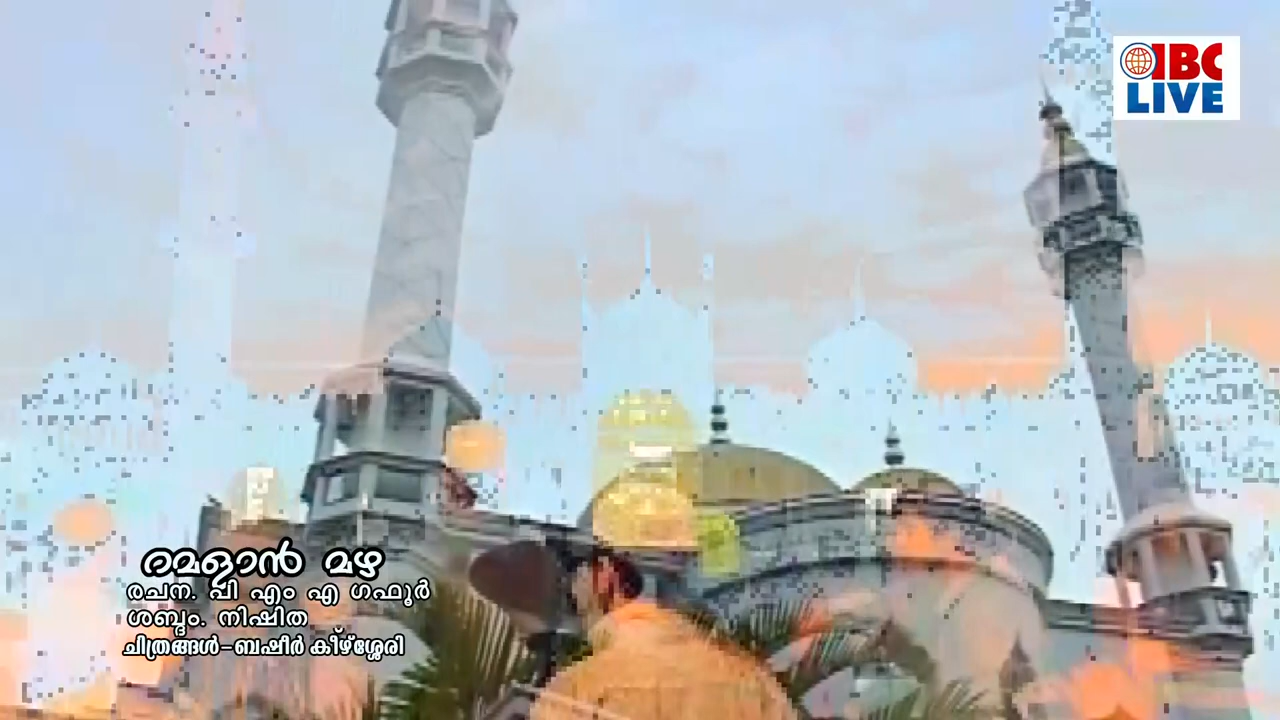 IBC
LIVE
റമളാൻ മഴ
രചന. പി എം എ ഗഫൂർ
ശബ്ദം. നിഷിത
ചിത്രങ്ങൾ-ബഷീർ കീഴ്ശ്ശേരി